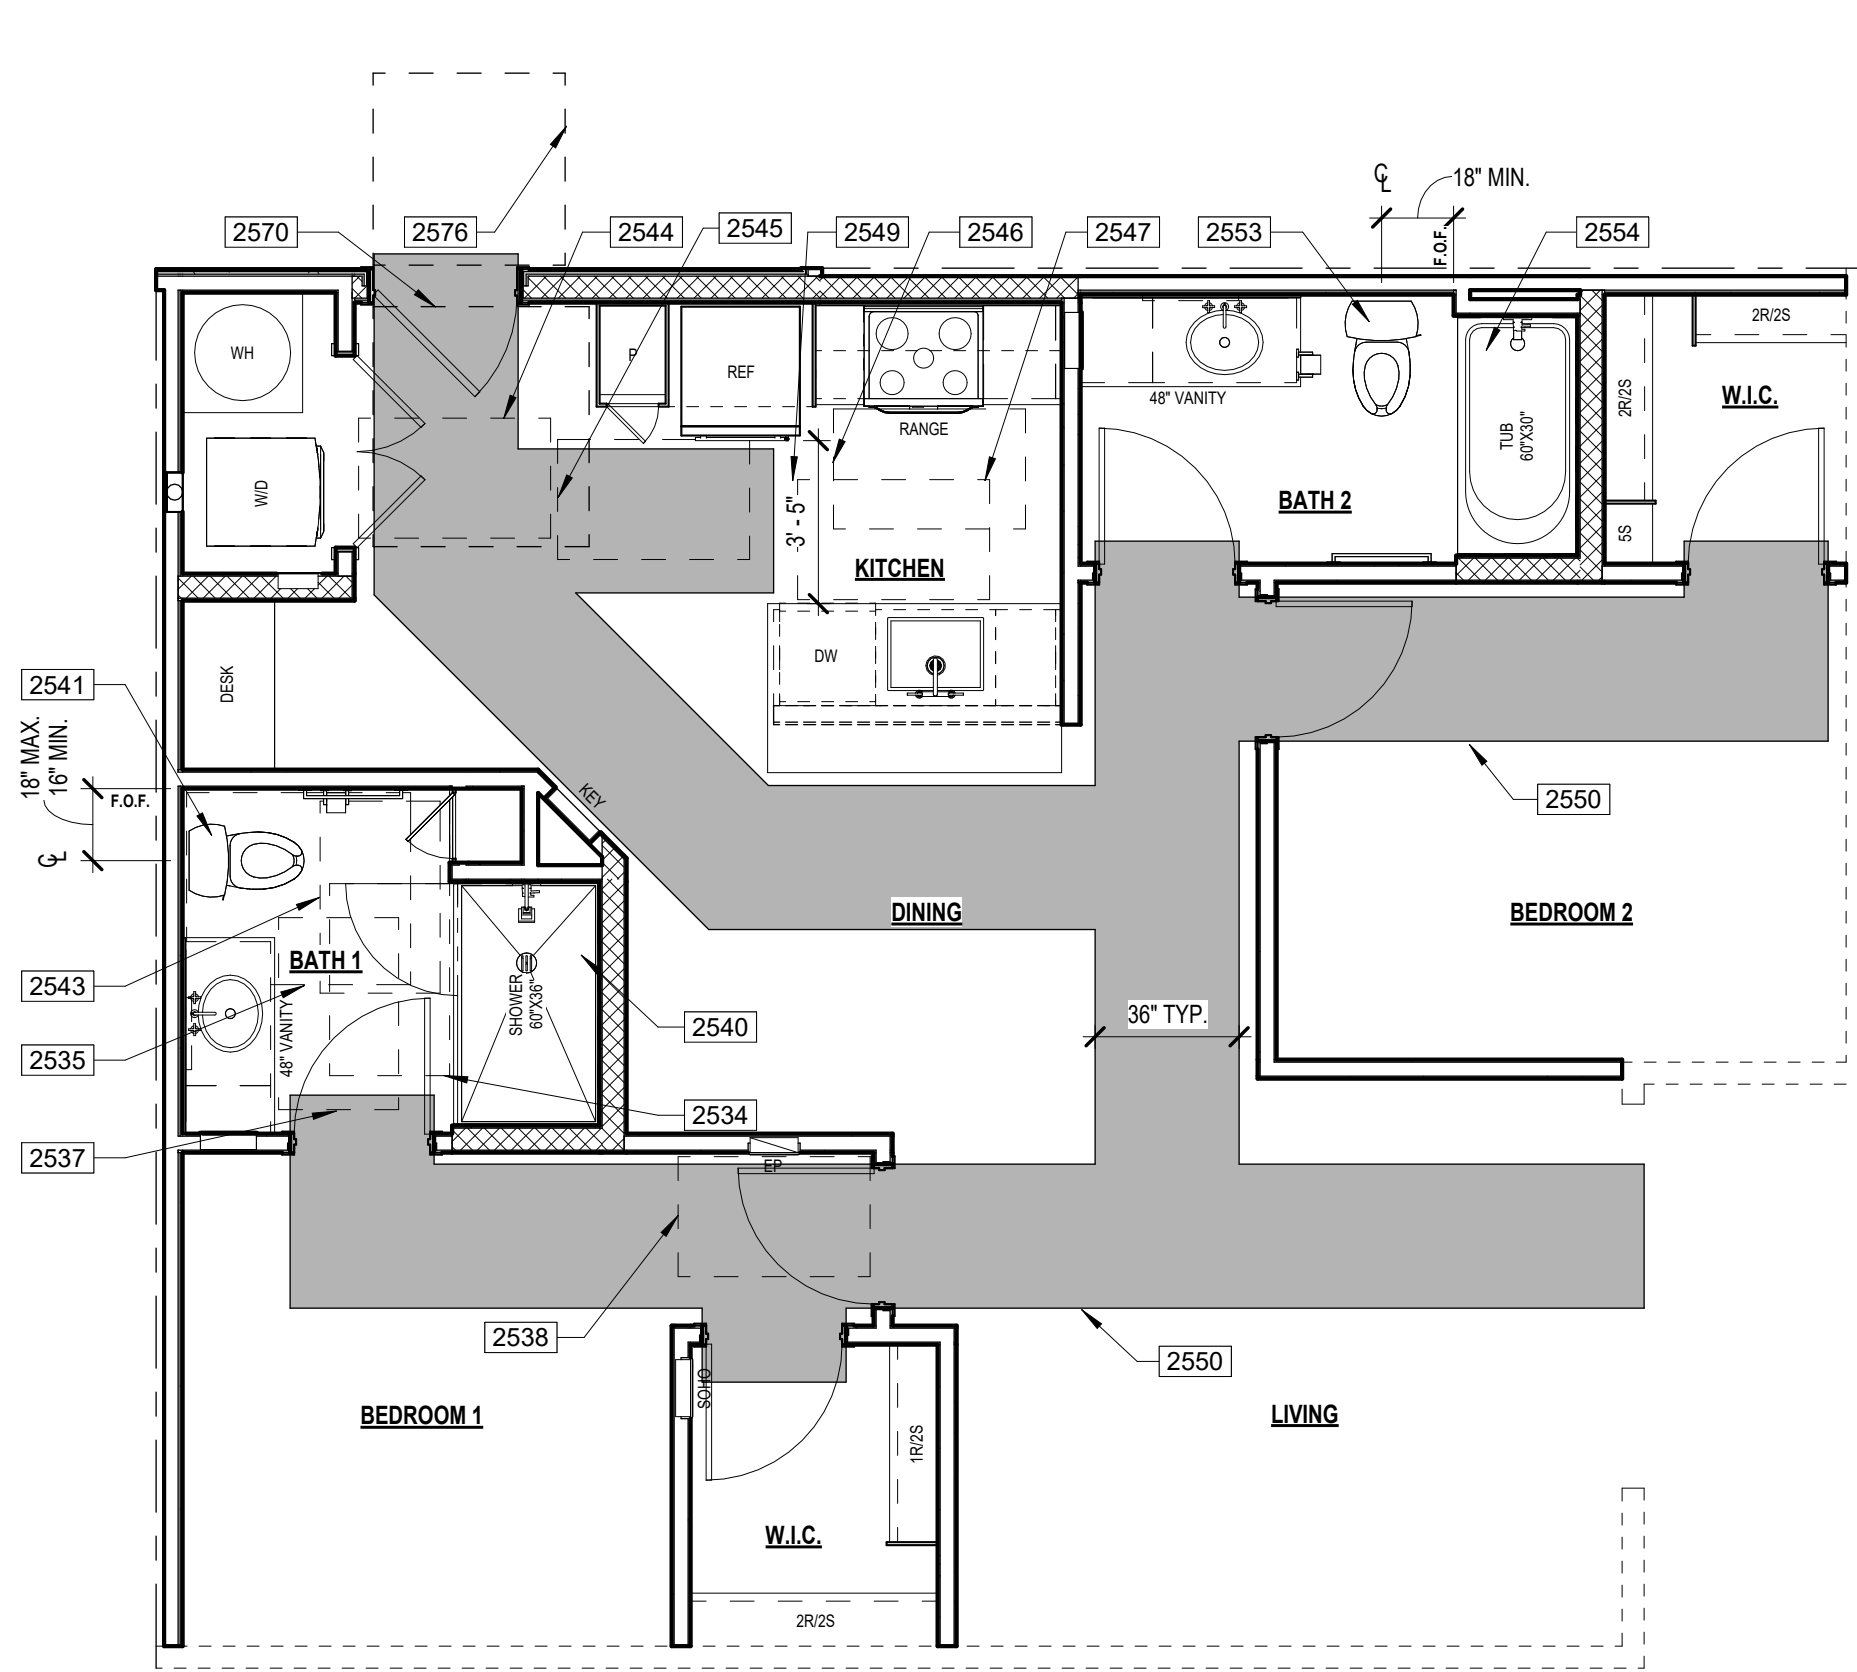 ℄
18" MIN.
F.O.F.
2570
2576
2544
2545
2549
2546
2547
2553
2554
WH
P
REF
RANGE
48" VANITY
2R/2S
2R/2S
W.I.C.
TUB
60"X30"
W/D
3' - 5"
BATH 2
5S
KITCHEN
DW
DESK
2541
18" MAX.
16" MIN.
F.O.F.
℄
KEY
2550
DINING
BEDROOM 2
BATH 1
2543
SHOWER
60"X36"
48" VANITY
2540
36" TYP.
2535
2534
2537
EP
2538
2550
SOHO
BEDROOM 1
LIVING
1R/2S
W.I.C.
2R/2S